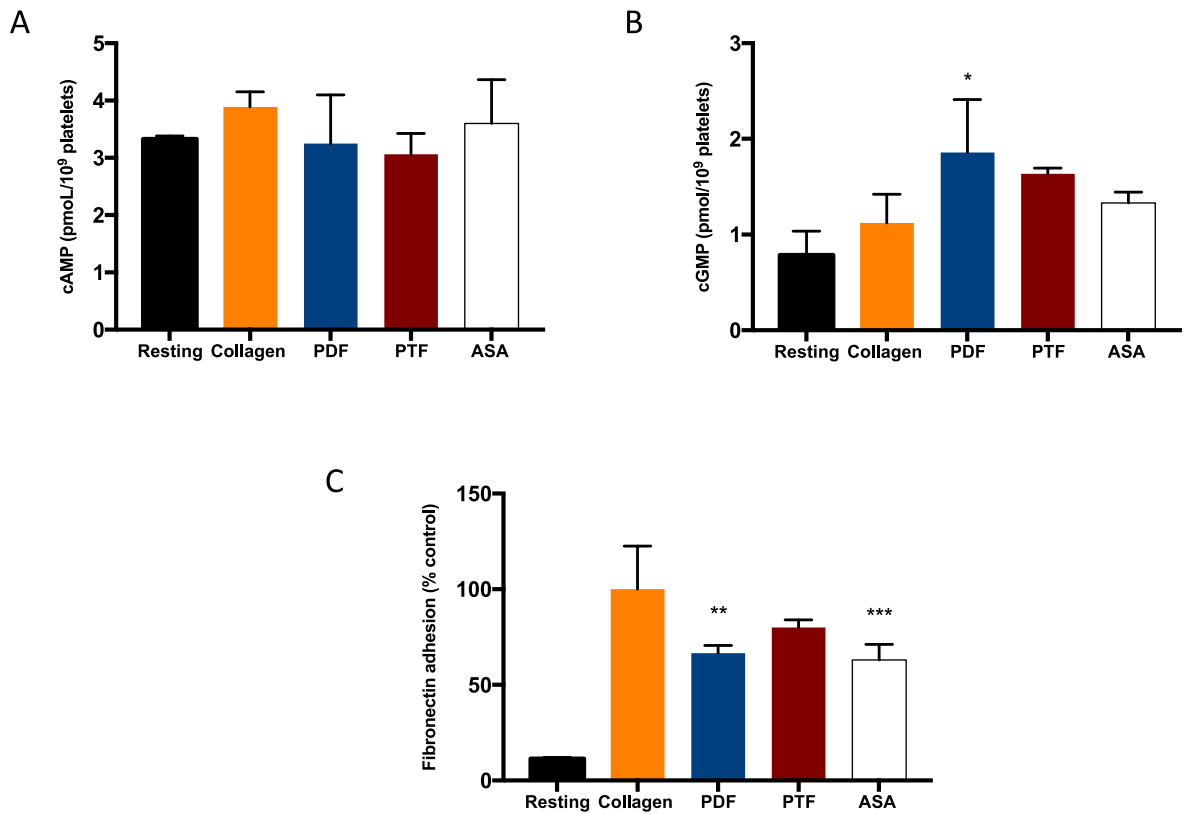 A
cAMP (pmoL/10⁹ platelets)
5
4
3
2
1
0
Resting Collagen PDF PTF ASA
B
cGMP (pmol/10⁹ platelets)
3
*
2
1
0
Resting Collagen PDF PTF ASA
C
Fibronectin adhesion (% control)
150
100
** ***
50
0
Resting Collagen PDF PTF ASA